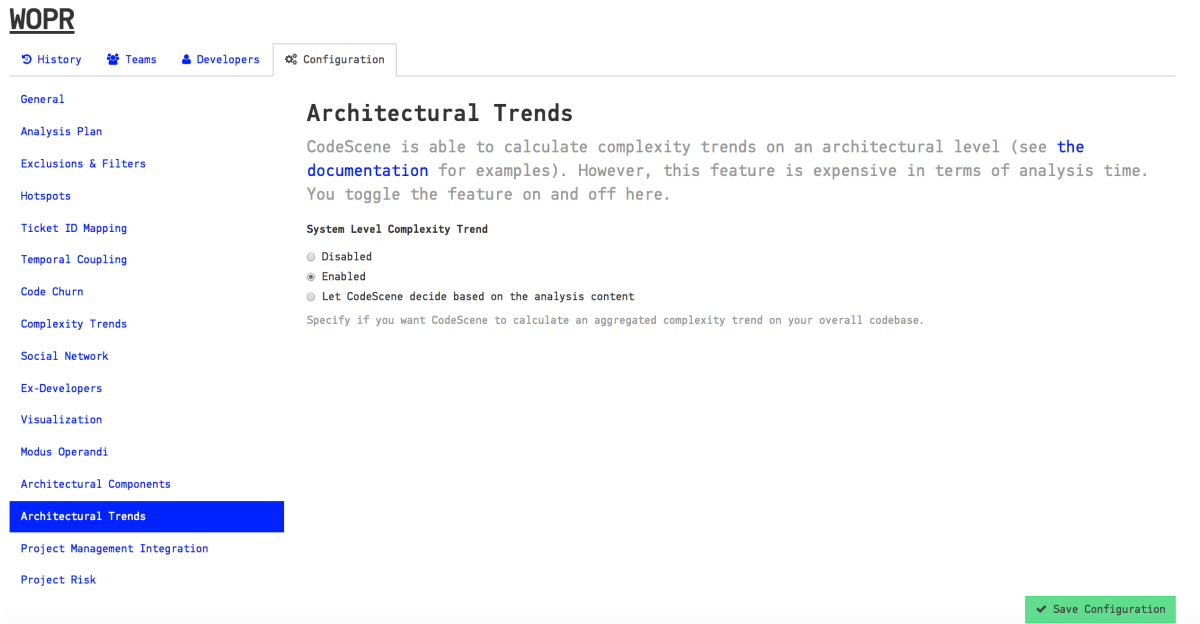 WOPR
History Teams Developers Configuration
General
Analysis Plan
Exclusions & Filters
Hotspots
Ticket ID Mapping
Temporal Coupling
Code Churn
Complexity Trends
Social Network
Ex-Developers
Visualization
Modus Operandi
Architectural Components
Architectural Trends
Project Management Integration
Project Risk
Architectural Trends
CodeScene is able to calculate complexity trends on an architectural level (see the
documentation for examples). However, this feature is expensive in terms of analysis time.
You toggle the feature on and off here.
System Level Complexity Trend
Disabled
Enabled
Let CodeScene decide based on the analysis content
Specify if you want CodeScene to calculate an aggregated complexity trend on your overall codebase.
Save Configuration